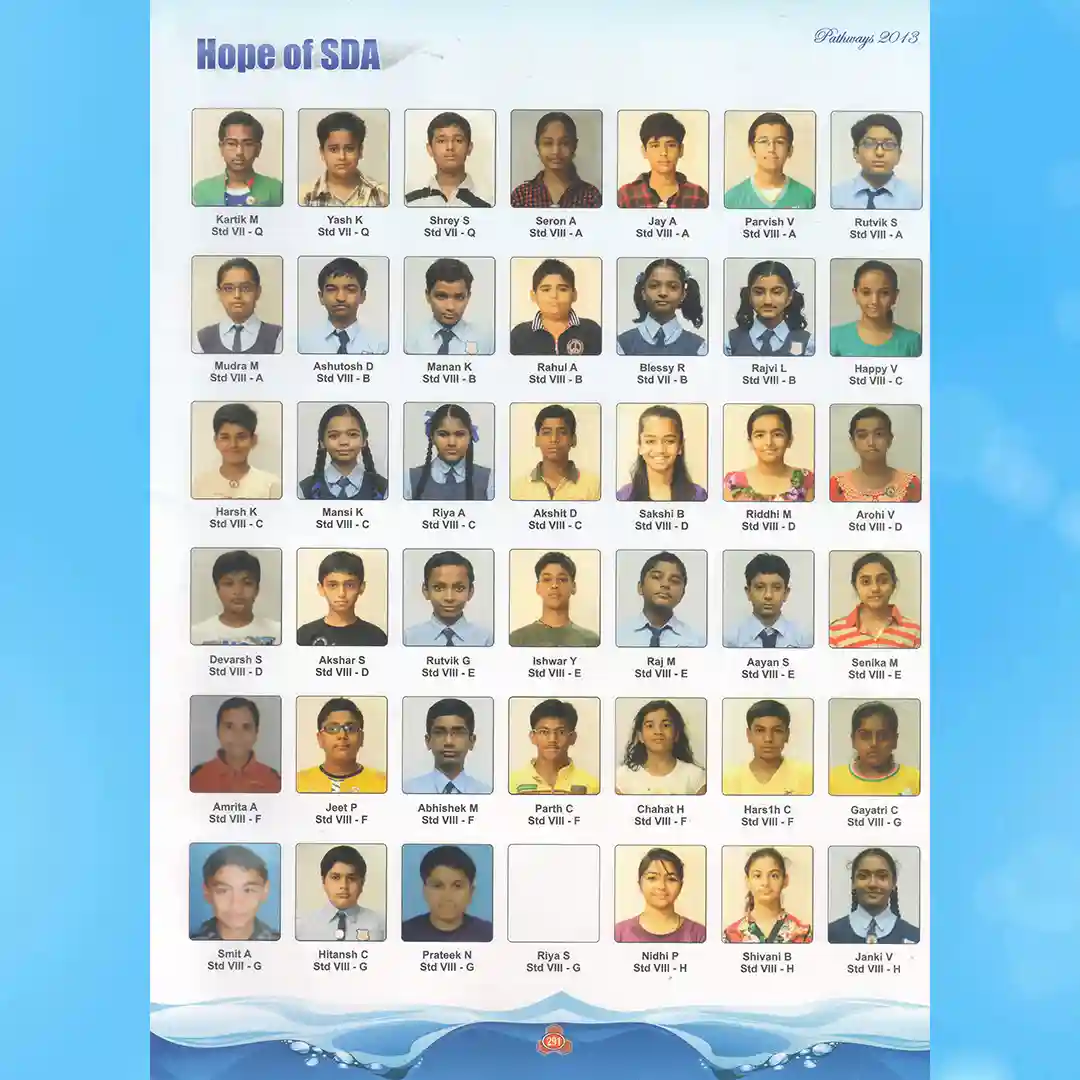 Hope of SDA
Pathways 2013
Kartik M
Std VII - Q
Yash K
Std VII - Q
Shrey S
Std VII - Q
Seron A
Std VIII - A
Jay A
Std VIII - A
Parvish V
Std VIII - A
Rutvik S
Std VIII - A
Mudra M
Std VIII - A
Ashutosh D
Std VIII - B
Manan K
Std VIII - B
Rahul A
Std VIII - B
Blessy R
Std VII - B
Rajvi L
Std VIII - B
Happy V
Std VIII - C
Harsh K
Std VIII - C
Mansi K
Std VIII - C
Riya A
Std VIII - C
Akshit D
Std VIII - C
Sakshi B
Std VIII - D
Riddhi M
Std VIII - D
Arohi V
Std VIII - D
Devarsh S
Std VIII - D
Akshar S
Std VIII - D
Rutvik G
Std VIII - E
Ishwar Y
Std VIII - E
Raj M
Std VIII - E
Aayan S
Std VIII - E
Senika M
Std VIII - E
Amrita A
Std VIII - F
Jeet P
Std VIII - F
Abhishek M
Std VIII - F
Parth C
Std VIII - F
Chahat H
Std VIII - F
Hars1h C
Std VIII - F
Gayatri C
Std VIII - G
Smit A
Std VIII - G
Hitansh C
Std VIII - G
Prateek N
Std VIII - G
Riya S
Std VIII - G
Nidhi P
Std VIII - H
Shivani B
Std VIII - H
Janki V
Std VIII - H
291